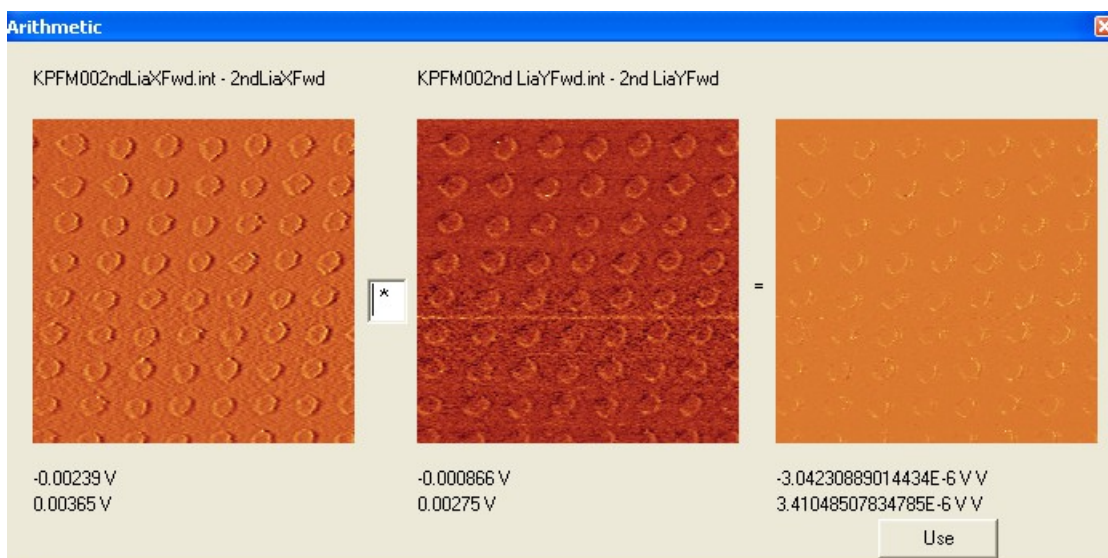 Arithmetic
KPFM002ndLiaXFwd.int - 2ndLiaXFwd
KPFM002nd LiaYFwd.int - 2nd LiaYFwd
*
=
-0.00239 V
0.00365 V
-0.000866 V
0.00275 V
-3.04230889014434E-6 V V
3.41048507834785E-6 V V
Use